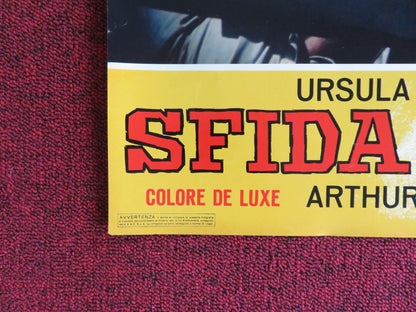 URSULA
SFIDA
COLORE DE LUXE
ARTHUR
AVVERTENZA